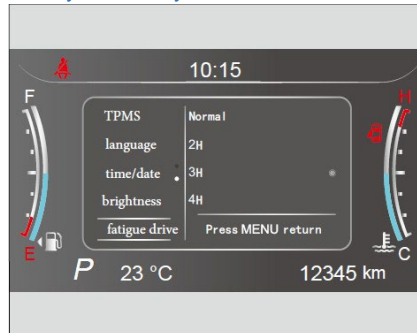 10:15
F
H
TPMS Normal
language 2H
time/date 3H
brightness 4H
fatigue drive Press MENU return
E
C
P 23 °C 12345 km